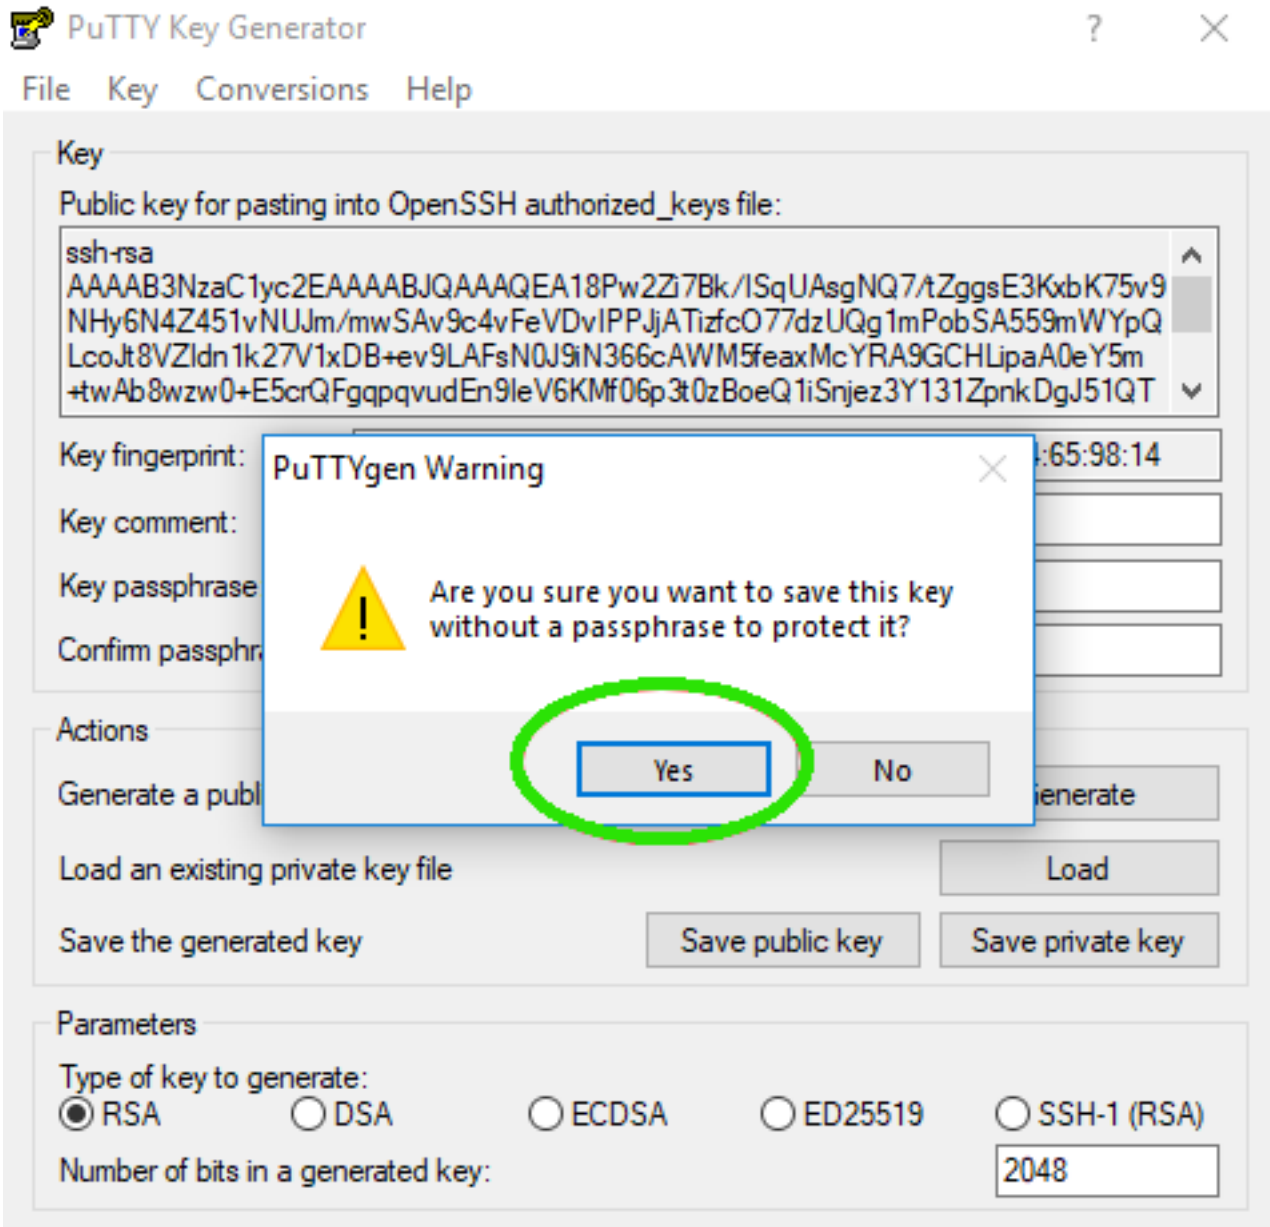 PuTTY Key Generator
?
File Key Conversions Help
Key
Public key for pasting into OpenSSH authorized_keys file:
ssh-rsa
AAAAB3NzaC1yc2EAAAABJQAAAQEA18Pw2Zi7Bk/ISqUAsgNQ7/tZggsE3KxbK75v9
NHy6N4Z451vNUJm/mwSAv9c4vFeVDvIPPJjATizfcO77dzUQg1mPobSA559mWYpQ
LcoJt8VZIdn1k27V1xDB+ev9LAFsN0J9iN366cAWM5feaxMcYRA9GCHLipaA0eY5m
+twAb8wzw0+E5crQFgqpqvudEn9IeV6KMf06p3t0zBoeQ1iSnjez3Y131ZpnkDgJ51QT
Key fingerprint:
:65:98:14
Key comment:
Key passphrase
Confirm passphra
PuTTYgen Warning
!
Are you sure you want to save this key
without a passphrase to protect it?
Yes No
Actions
Generate a publ
enerate
Load an existing private key file
Load
Save the generated key
Save public key
Save private key
Parameters
Type of key to generate:
RSA DSA ECDSA ED25519 SSH-1 (RSA)
Number of bits in a generated key:
2048